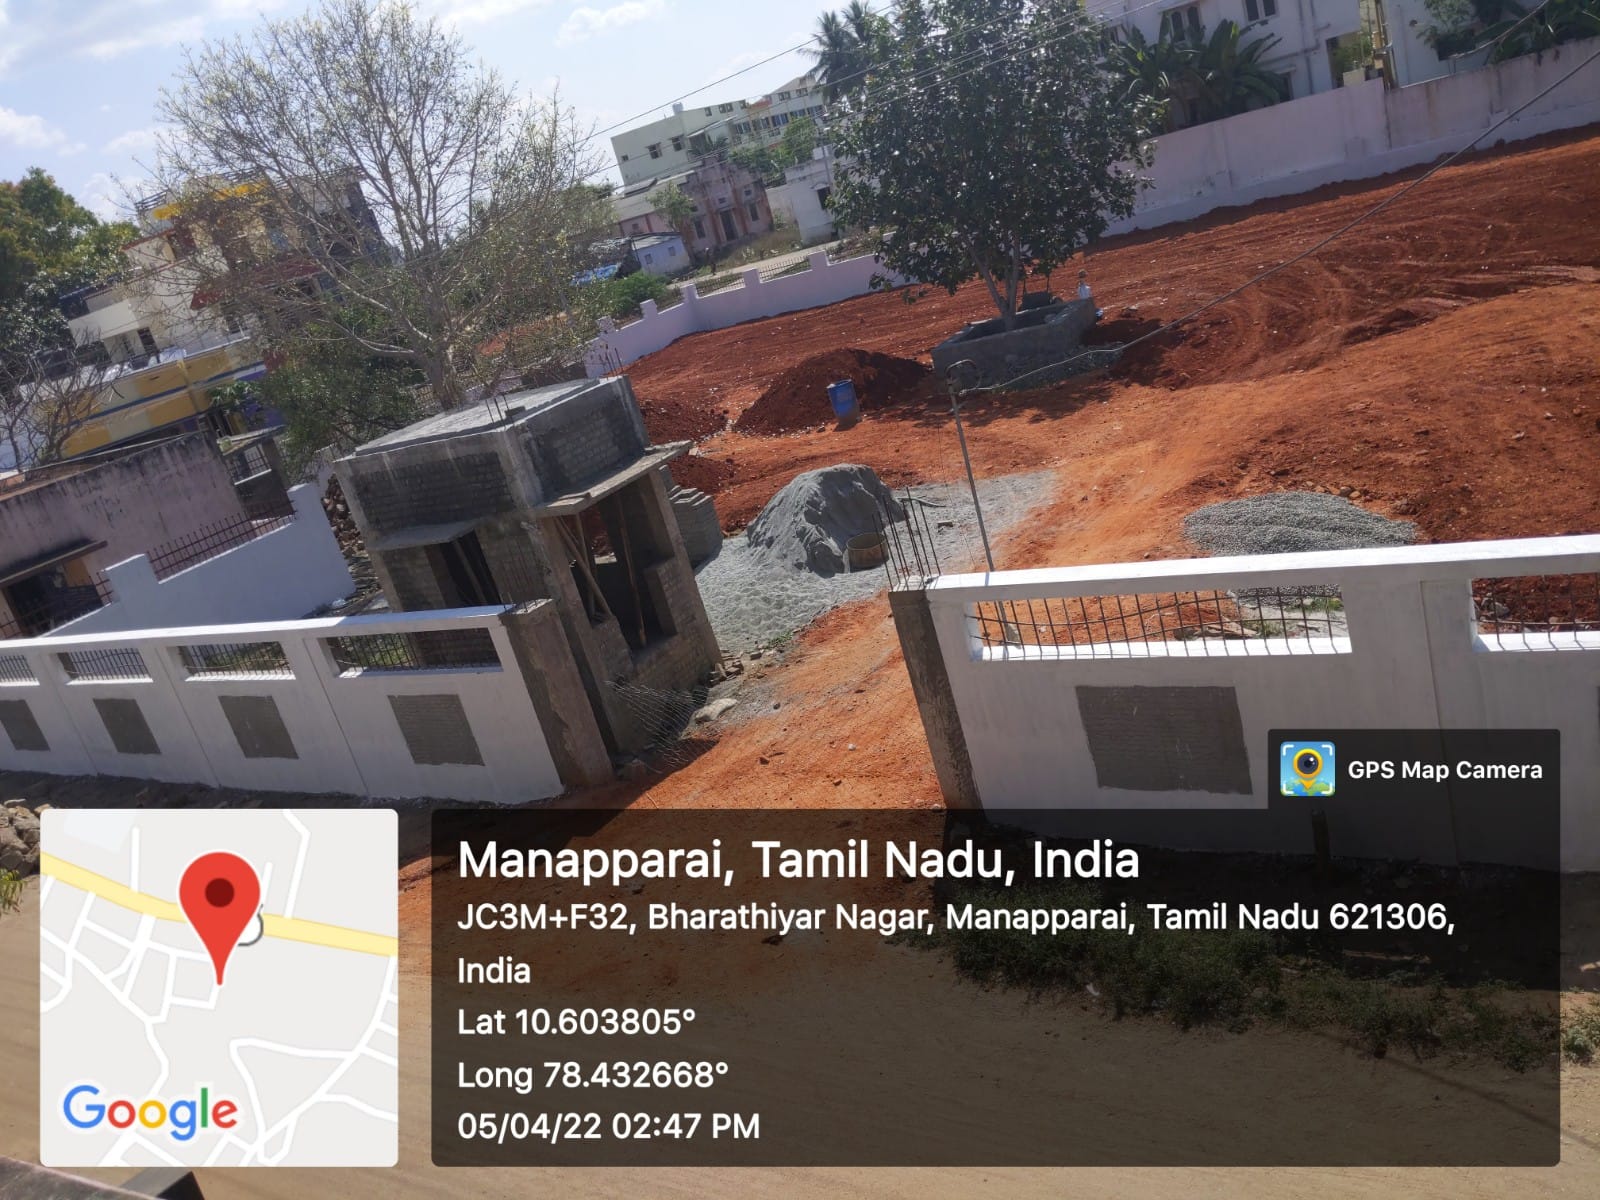 GPS Map Camera
Manapparai, Tamil Nadu, India
JC3M+F32, Bharathiyar Nagar, Manapparai, Tamil Nadu 621306,
India
Lat 10.603805°
Long 78.432668°
05/04/22 02:47 PM
Google